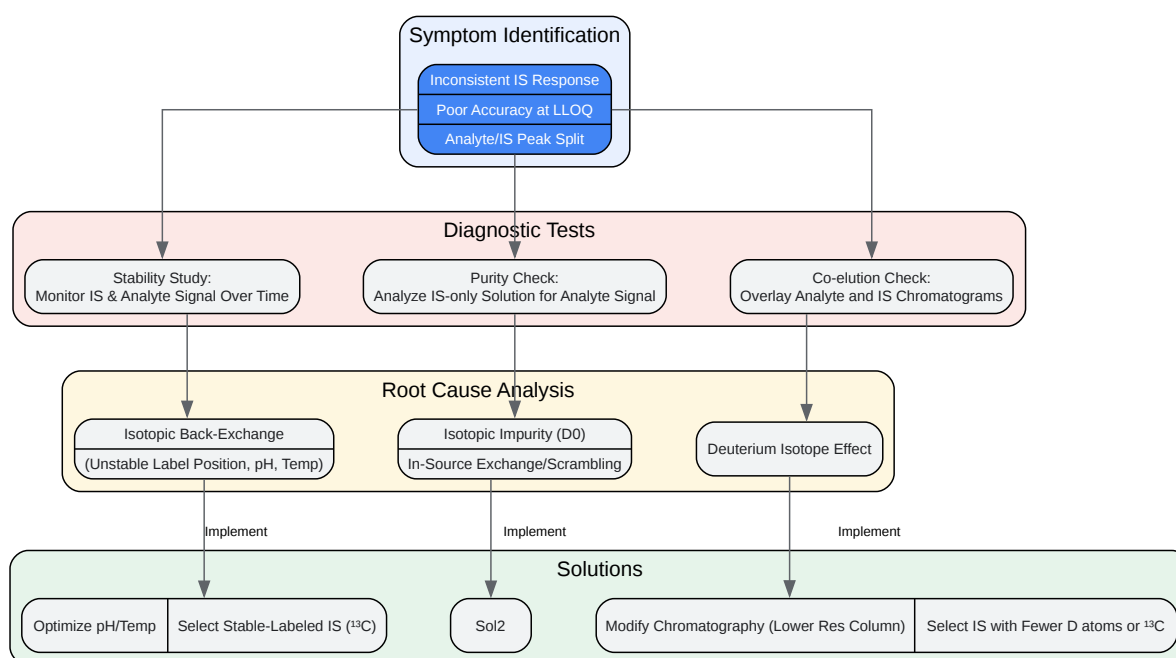 Symptom Identification
Inconsistent IS Response
Poor Accuracy at LLOQ
Analyte/IS Peak Split
Diagnostic Tests
Stability Study:
Monitor IS & Analyte Signal Over Time
Purity Check:
Analyze IS-only Solution for Analyte Signal
Co-elution Check:
Overlay Analyte and IS Chromatograms
Root Cause Analysis
Isotopic Back-Exchange
(Unstable Label Position, pH, Temp)
Isotopic Impurity (D0)
In-Source Exchange/Scrambling
Deuterium Isotope Effect
Implement
Implement
Implement
Solutions
Optimize pH/Temp
Select Stable-Labeled IS (¹³C)
Sol2
Modify Chromatography (Lower Res Column)
Select IS with Fewer D atoms or ¹³C